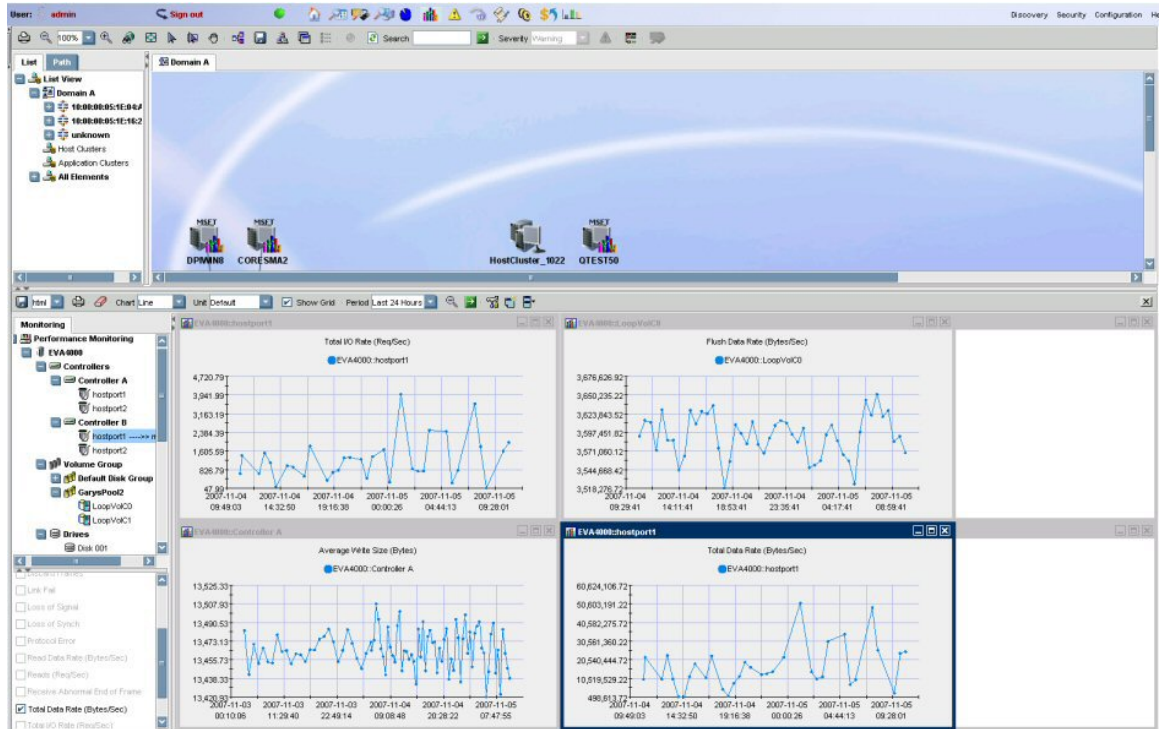 User: admin Sign out Discovery Security Configuration He
100% Search Severity Warning
List Path Domain A
List View
Domain A
10:00:00:05:1E:04:A
10:00:00:05:1E:16:2
unknown
Host Clusters
Application Clusters
All Elements
MSET MSET MSET
DPIWIN8 CORESMA2 HostCluster_1022 QTEST50
html Chart Line Unit Default Show Grid Period Last 24 Hours
Monitoring
Performance Monitoring
EVA4000
Controllers
Controller A
hostport1
hostport2
Controller B
hostport1 ---->> m
hostport2
Volume Group
Default Disk Group
GarysPool2
LoopVolC0
LoopVolC1
Drives
Disk 001
Discard Frames
Link Fail
Loss of Signal
Loss of Synch
Protocol Error
Read Data Rate (Bytes/Sec)
Reads (Req/Sec)
Receive Abnormal End of Frame
Total Data Rate (Bytes/Sec)
Total I/O Rate (Req/Sec)
EVA4000::hostport1
Total I/O Rate (Req/Sec)
EVA4000::hostport1
4,720.79
3,941.99
3,163.19
2,384.39
1,605.59
826.79
47.99
2007-11-04 2007-11-04 2007-11-04 2007-11-05 2007-11-05 2007-11-05
09:49:03 14:32:50 19:16:38 00:00:26 04:44:13 09:28:01
EVA4000::LoopVolC0
Flush Data Rate (Bytes/Sec)
EVA4000::LoopVolC0
3,676,626.92
3,650,235.22
3,623,843.52
3,597,451.82
3,571,060.12
3,544,668.42
3,518,276.72
2007-11-04 2007-11-04 2007-11-04 2007-11-04 2007-11-05 2007-11-05
09:29:41 14:11:41 18:53:41 23:35:41 04:17:41 08:59:41
EVA4000::Controller A
Average Write Size (Bytes)
EVA4000::Controller A
13,525.33
13,507.93
13,490.53
13,473.13
13,455.73
13,438.33
13,420.93
2007-11-03 2007-11-03 2007-11-03 2007-11-04 2007-11-04 2007-11-05
00:10:06 11:29:40 22:49:14 09:08:48 20:28:22 07:47:55
EVA4000::hostport1
Total Data Rate (Bytes/Sec)
EVA4000::hostport1
60,624,106.72
50,603,191.22
40,582,275.72
30,561,360.22
20,540,444.72
10,519,529.22
498,613.72
2007-11-04 2007-11-04 2007-11-04 2007-11-05 2007-11-05 2007-11-05
09:49:03 14:32:50 19:16:38 00:00:26 04:44:13 09:28:01